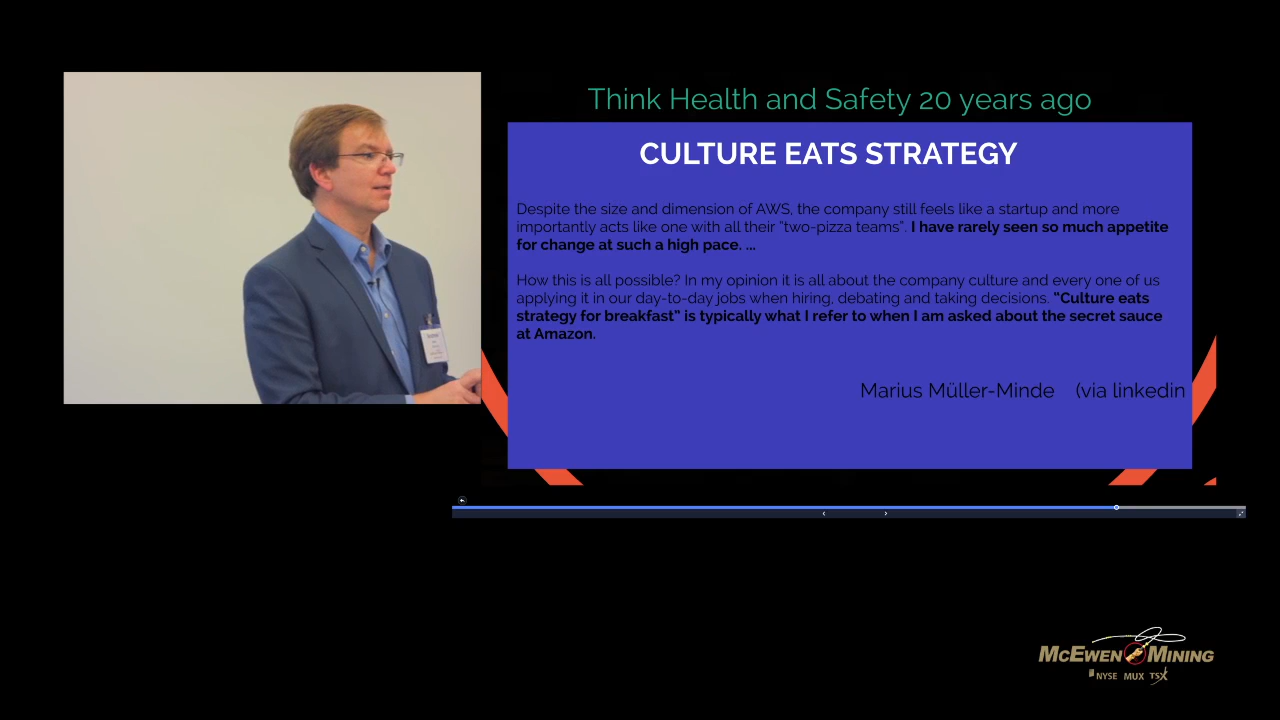 Think Health and Safety 20 years ago
CULTURE EATS STRATEGY
Despite the size and dimension of AWS, the company still feels like a startup and more
importantly acts like one with all their "two-pizza teams". I have rarely seen so much appetite
for change at such a high pace. ...
How this is all possible? In my opinion it is all about the company culture and every one of us
applying it in our day-to-day jobs when hiring, debating and taking decisions. "Culture eats
strategy for breakfast" is typically what I refer to when I am asked about the secret sauce
at Amazon.
Marius Müller-Minde (via linkedin
MCEWEN MINING
NYSE MUX TSX